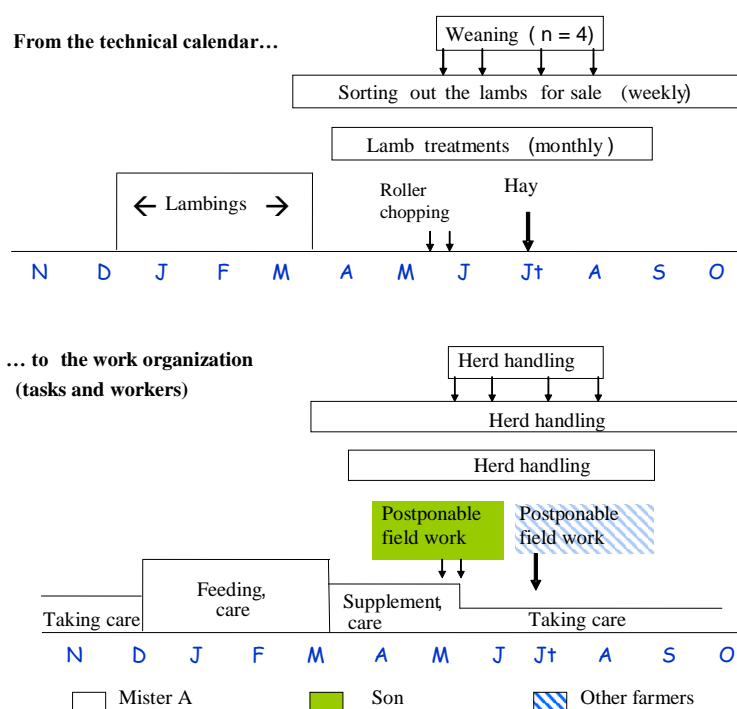 From the technical calendar…
Weaning ( n = 4)
Sorting out the lambs for sale (weekly)
Lamb treatments (monthly)
← Lambings →
Roller
chopping
Hay
N D J F M A M J Jt A S O
… to the work organization
(tasks and workers)
Herd handling
Herd handling
Herd handling
Postponable
field work
Postponable
field work
Feeding,
care
Supplement,
care
Taking care
Taking care
N D J F M A M J Jt A S O
Mister A Son Other farmers